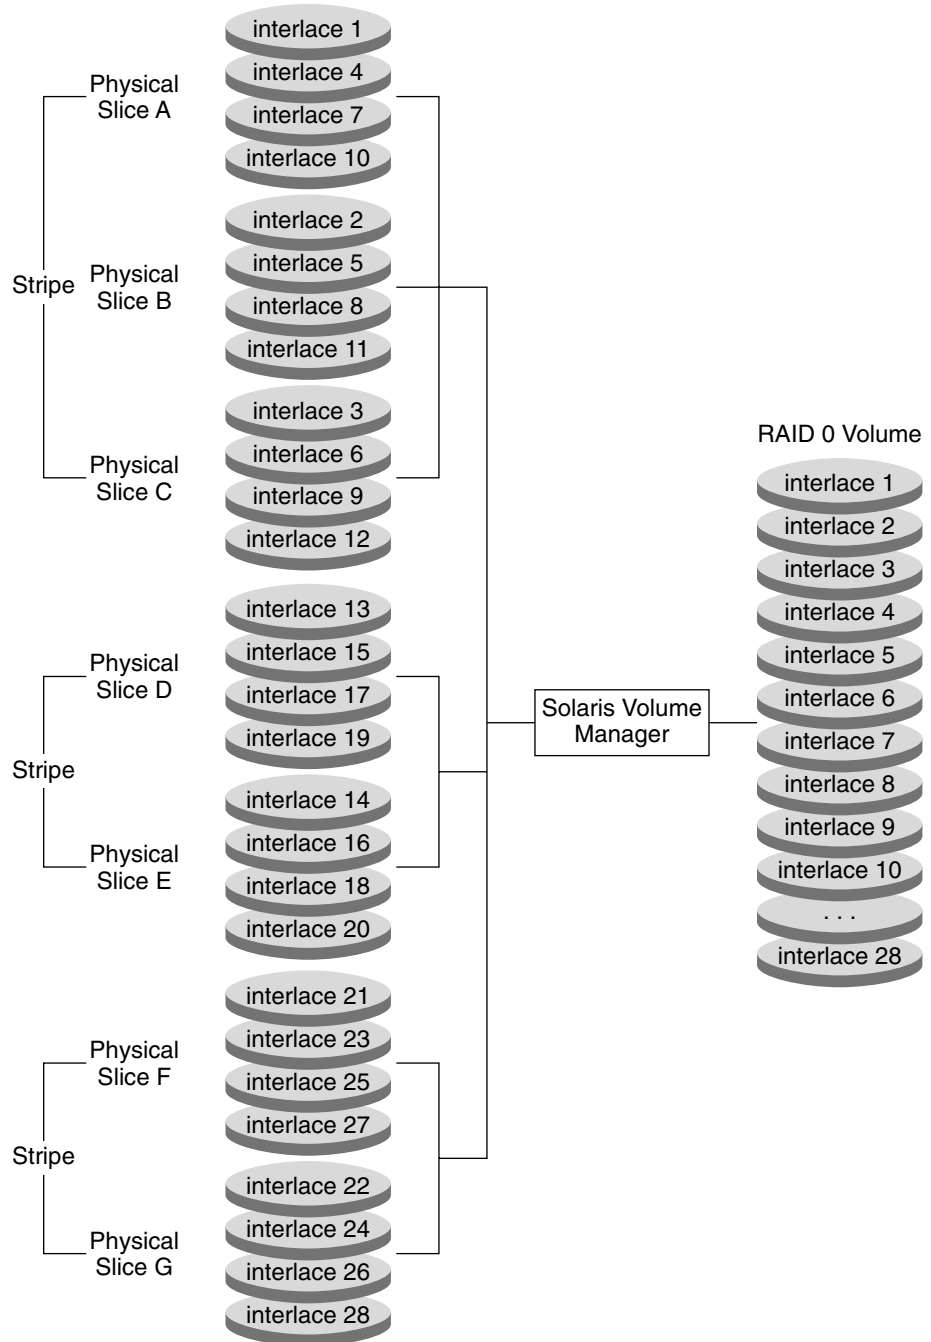 interlace 1
interlace 4
interlace 7
interlace 10
Physical
Slice A
interlace 2
interlace 5
interlace 8
interlace 11
Stripe
Physical
Slice B
interlace 3
interlace 6
interlace 9
interlace 12
Physical
Slice C
interlace 13
interlace 15
interlace 17
interlace 19
Physical
Slice D
Stripe
interlace 14
interlace 16
interlace 18
interlace 20
Physical
Slice E
interlace 21
interlace 23
interlace 25
interlace 27
Physical
Slice F
Stripe
interlace 22
interlace 24
interlace 26
interlace 28
Physical
Slice G
Solaris Volume
Manager
RAID 0 Volume
interlace 1
interlace 2
interlace 3
interlace 4
interlace 5
interlace 6
interlace 7
interlace 8
interlace 9
interlace 10
. . .
interlace 28